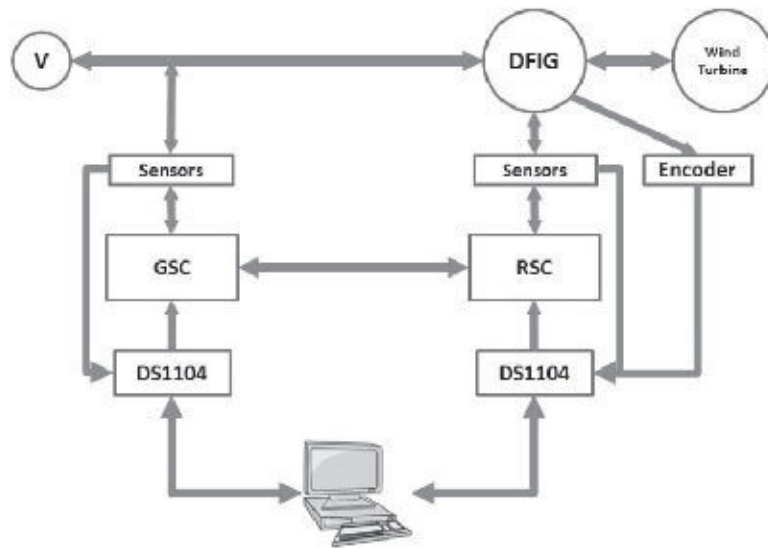 V
DFIG
Wind
Turbine
Sensors
Sensors
Encoder
GSC
RSC
DS1104
DS1104